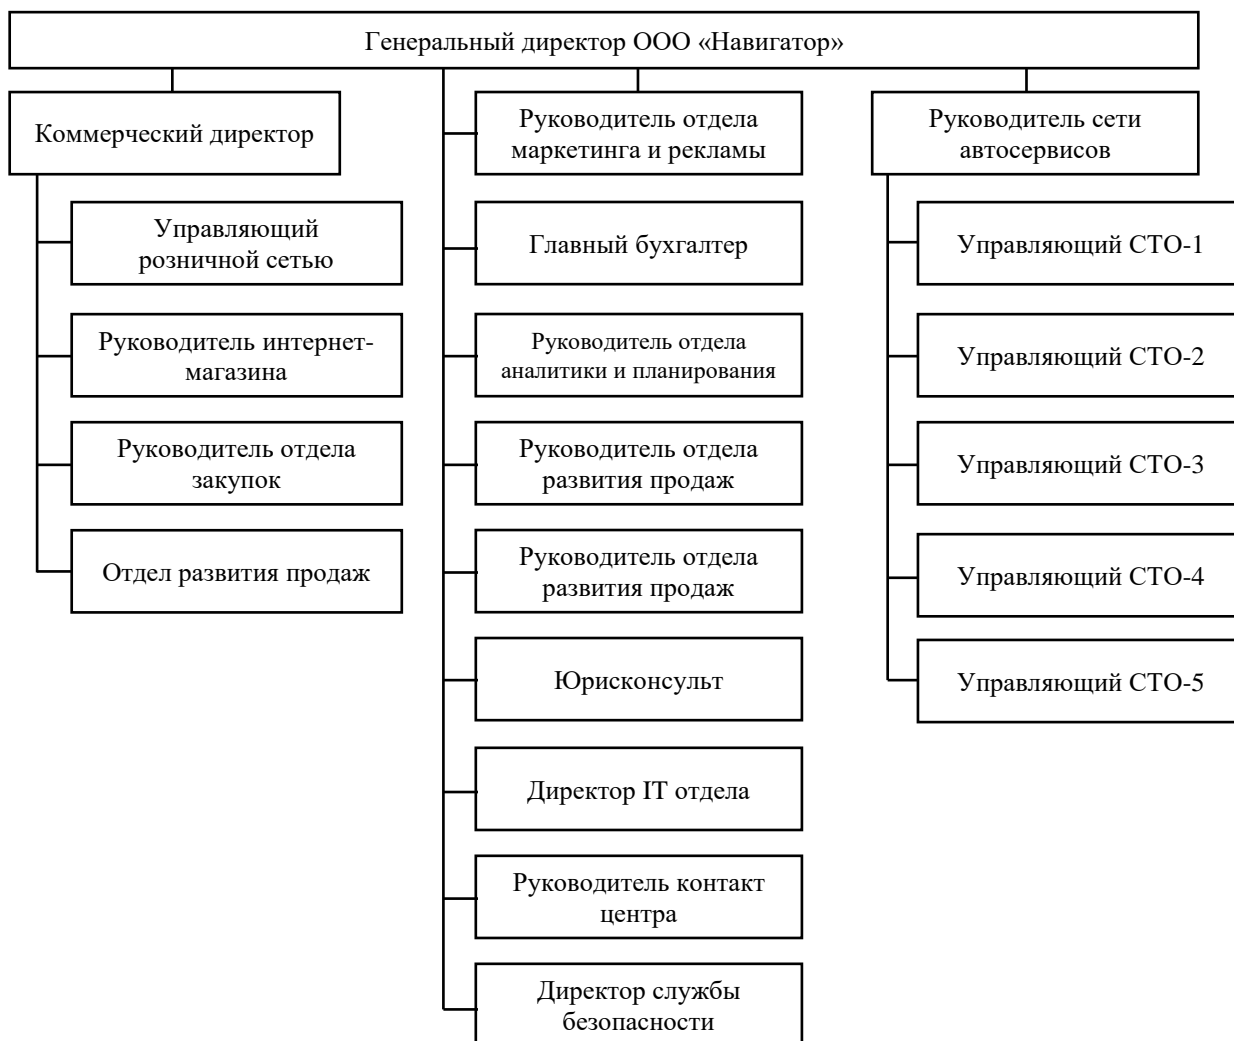 Генеральный директор ООО «Навигатор»
Коммерческий директор
Управляющий
розничной сетью
Руководитель интернет-
магазина
Руководитель отдела
закупок
Отдел развития продаж
Руководитель отдела
маркетинга и рекламы
Главный бухгалтер
Руководитель отдела
аналитики и планирования
Руководитель отдела
развития продаж
Руководитель отдела
развития продаж
Юрисконсульт
Директор IT отдела
Руководитель контакт
центра
Директор службы
безопасности
Руководитель сети
автосервисов
Управляющий СТО-1
Управляющий СТО-2
Управляющий СТО-3
Управляющий СТО-4
Управляющий СТО-5